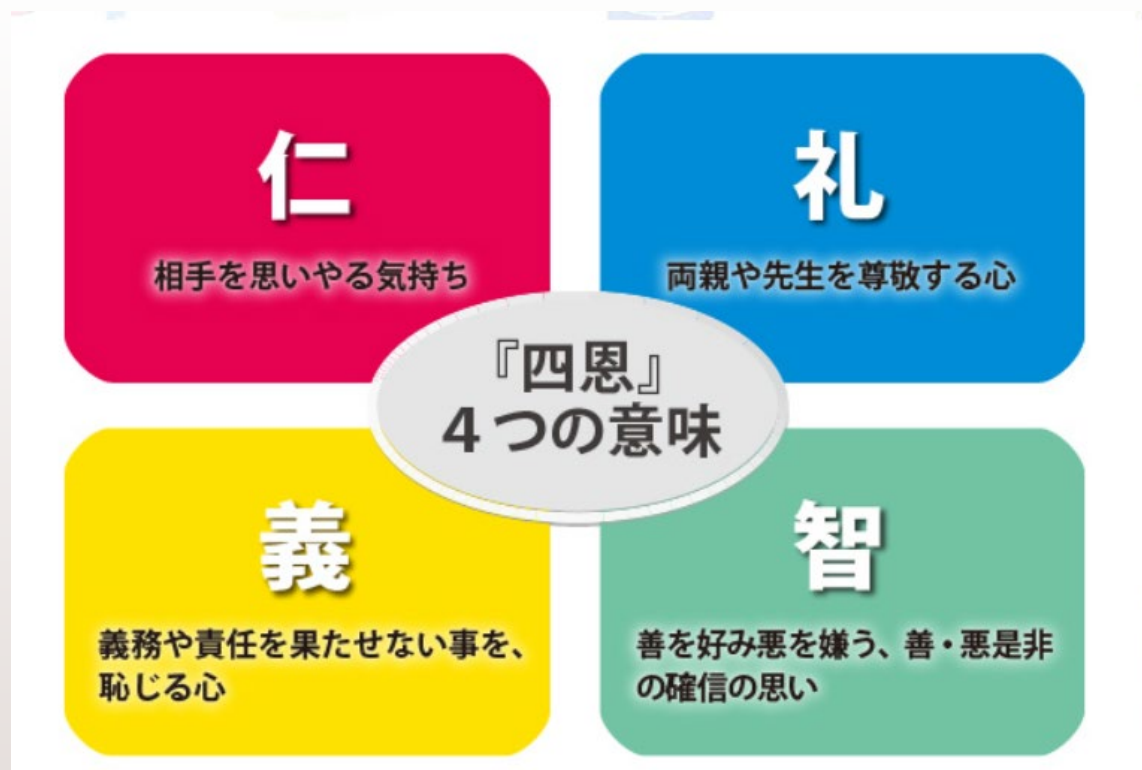 仁
相手を思いやる気持ち
礼
両親や先生を尊敬する心
『四恩』
4つの意味
義
義務や責任を果たせない事を、
恥じる心
智
善を好み悪を嫌う、善・悪是非
の確信の思い